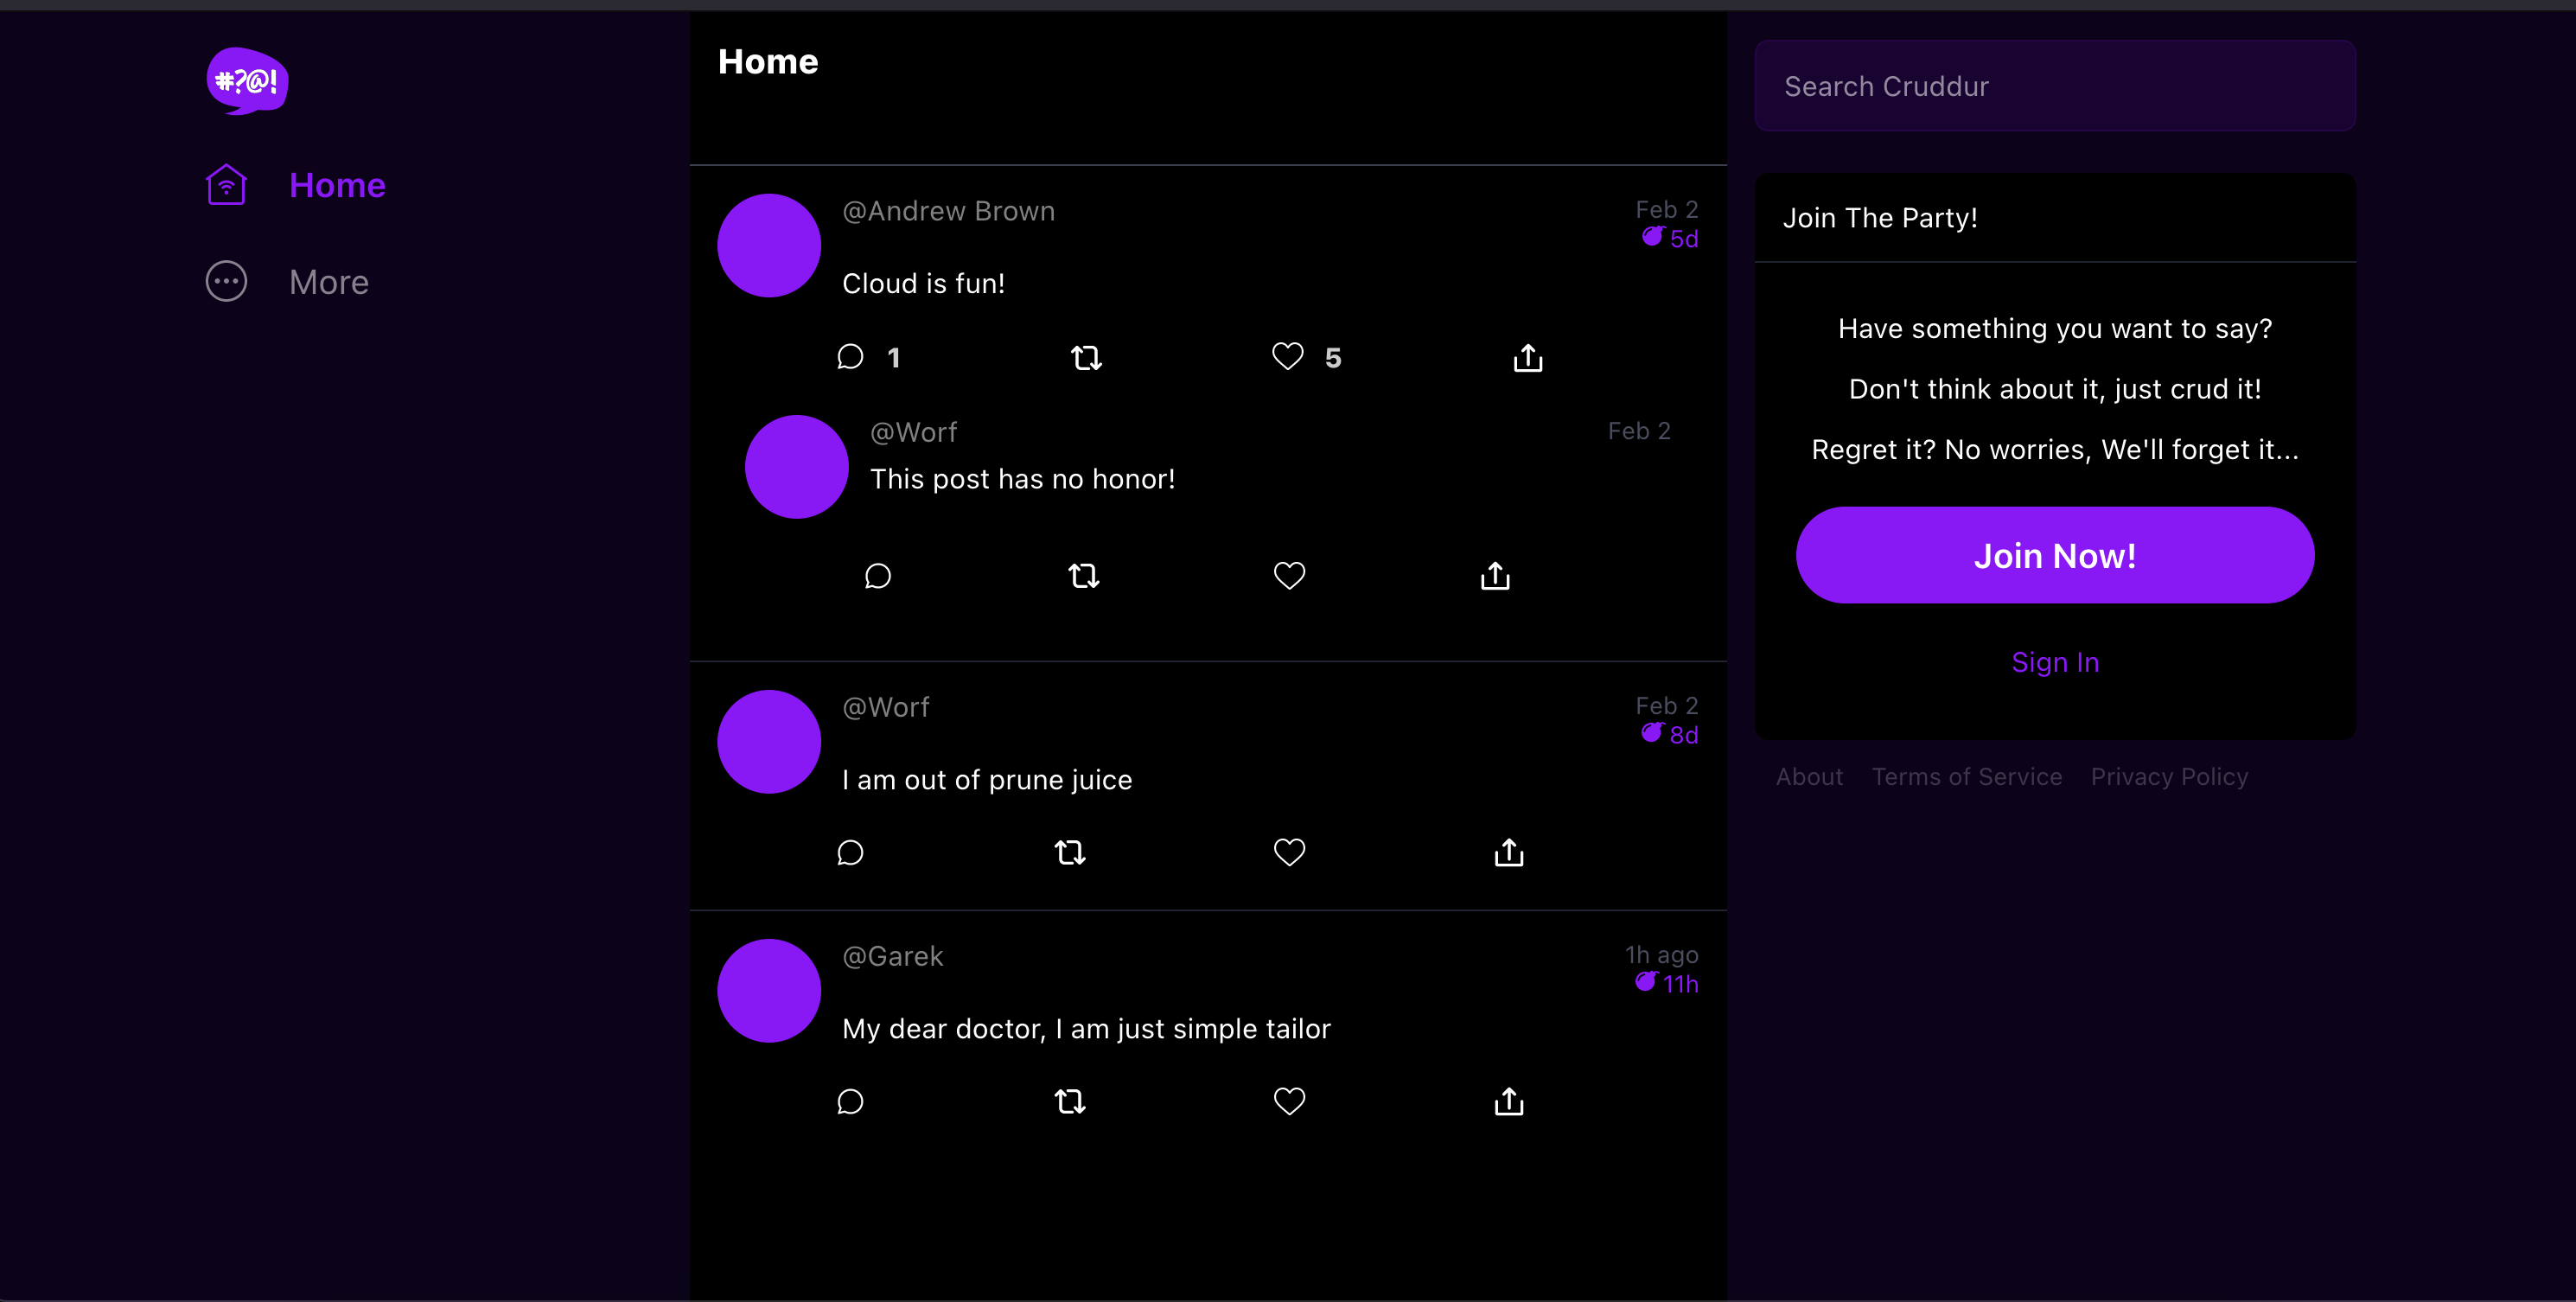 #?@!
Home
More
Home
@Andrew Brown
Feb 2
5d
Cloud is fun!
1
5
@Worf
Feb 2
This post has no honor!
@Worf
Feb 2
8d
I am out of prune juice
@Garek
1h ago
11h
My dear doctor, I am just simple tailor
Search Cruddur
Join The Party!
Have something you want to say?
Don't think about it, just crud it!
Regret it? No worries, We'll forget it...
Join Now!
Sign In
About Terms of Service Privacy Policy